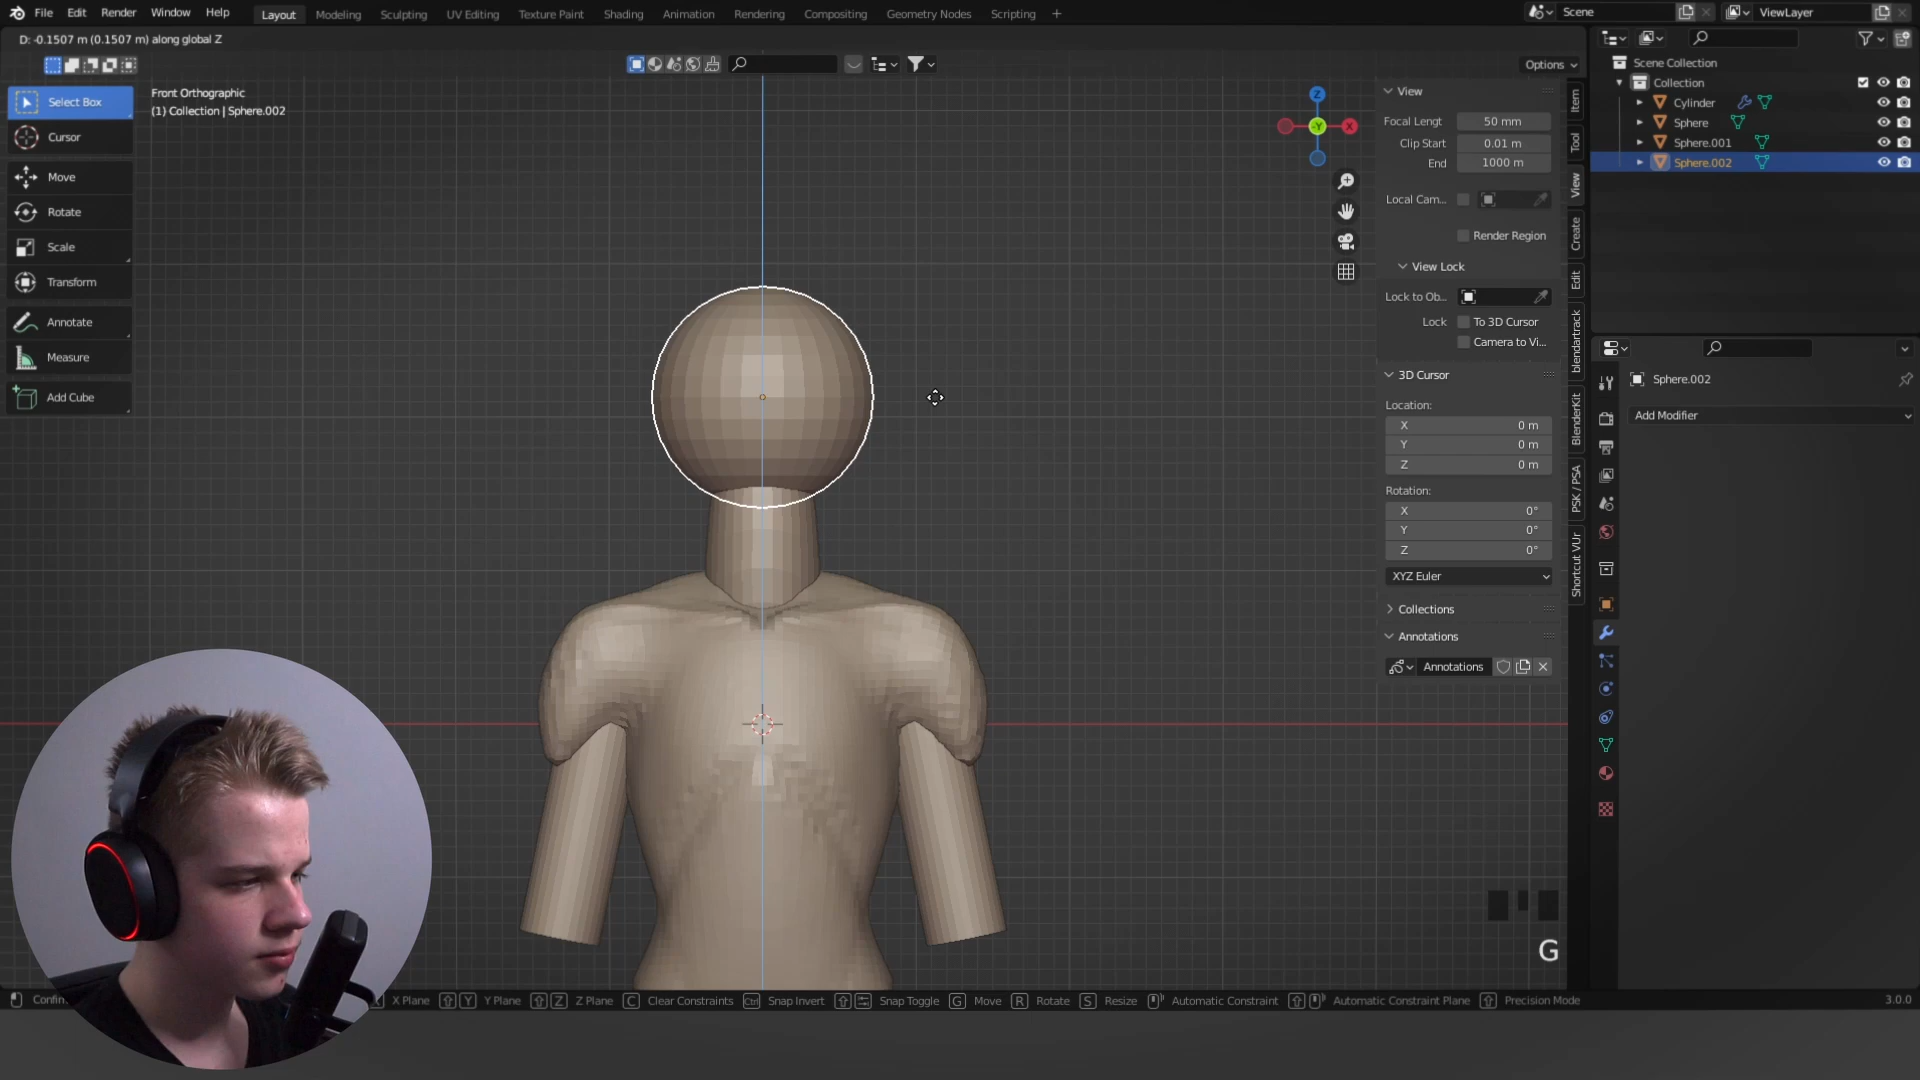 File Edit Render Window Help Layout Modeling Sculpting UV Editing Texture Paint Shading Animation Rendering Compositing Geometry Nodes Scripting + Scene ViewLayer
D: -0.1507 m (0.1507 m) along global Z
Options
Select Box
Cursor
Move
Rotate
Scale
Transform
Annotate
Measure
Add Cube
Front Orthographic
(1) Collection | Sphere.002
Z
X
-Y
View
Focal Lengt 50 mm
Clip Start 0.01 m
End 1000 m
Local Cam...
Render Region
View Lock
Lock to Ob...
Lock To 3D Cursor
Camera to Vi...
3D Cursor
Location:
X 0 m
Y 0 m
Z 0 m
Rotation:
X 0°
Y 0°
Z 0°
XYZ Euler
Collections
Annotations
Annotations
Item
Tool
View
Create
Edit
blendartrack
BlenderKit
PSK / PSA
Shortcut VUr
Scene Collection
Collection
Cylinder
Sphere
Sphere.001
Sphere.002
Sphere.002
Add Modifier
G
Confir X Plane Y Y Plane Z Z Plane C Clear Constraints Ctrl Snap Invert Snap Toggle G Move R Rotate S Resize Automatic Constraint Automatic Constraint Plane Precision Mode 3.0.0